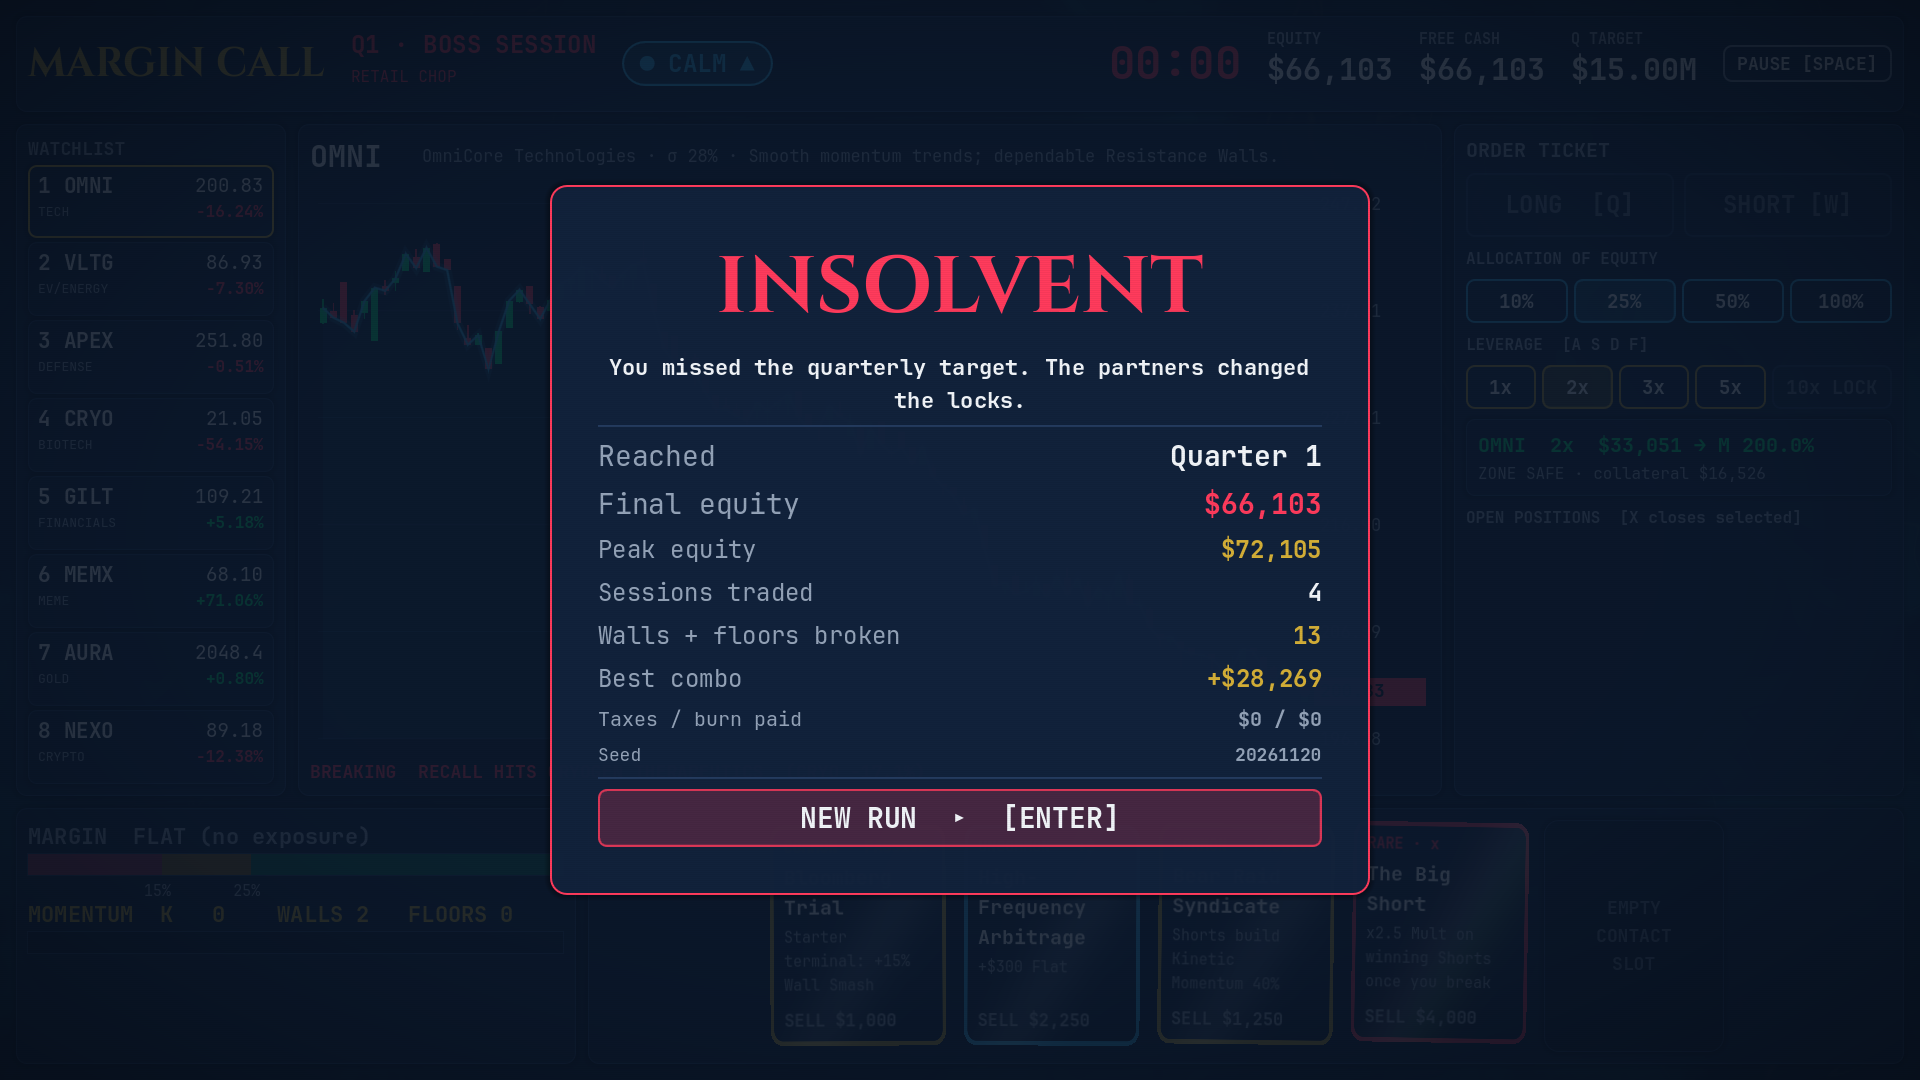 MARGIN CALL
Q1 · BOSS SESSION
RETAIL CHOP
● CALM ▲
00:00
EQUITY
$66,103
FREE CASH
$66,103
Q TARGET
$15.00M
PAUSE [SPACE]
WATCHLIST
1 OMNI 200.83
TECH -16.24%
2 VLTG 86.93
EV/ENERGY -7.30%
3 APEX 251.80
DEFENSE -0.51%
4 CRYO 21.05
BIOTECH -54.15%
5 GILT 109.21
FINANCIALS +5.18%
6 MEMX 68.10
MEME +71.06%
7 AURA 2048.4
GOLD +0.80%
8 NEXO 89.18
CRYPTO -12.38%
OMNI OmniCore Technologies · σ 28% · Smooth momentum trends; dependable Resistance Walls.
BREAKING RECALL HITS
INSOLVENT
You missed the quarterly target. The partners changed
the locks.
Reached Quarter 1
Final equity $66,103
Peak equity $72,105
Sessions traded 4
Walls + floors broken 13
Best combo +$28,269
Taxes / burn paid $0 / $0
Seed 20261120
NEW RUN ▸ [ENTER]
ORDER TICKET
LONG [Q] SHORT [W]
ALLOCATION OF EQUITY
10% 25% 50% 100%
LEVERAGE [A S D F]
1x 2x 3x 5x 10x LOCK
OMNI 2x $33,051 → M 200.0%
ZONE SAFE · collateral $16,526
OPEN POSITIONS [X closes selected]
MARGIN FLAT (no exposure)
15% 25%
MOMENTUM K 0 WALLS 2 FLOORS 0
Trial
Starter
terminal: +15%
Wall Smash
SELL $1,000
Frequency
Arbitrage
+$300 Flat
SELL $2,250
Syndicate
Shorts build
Kinetic
Momentum 40%
SELL $1,250
RARE · x
The Big
Short
x2.5 Mult on
winning Shorts
once you break
SELL $4,000
EMPTY
CONTACT
SLOT